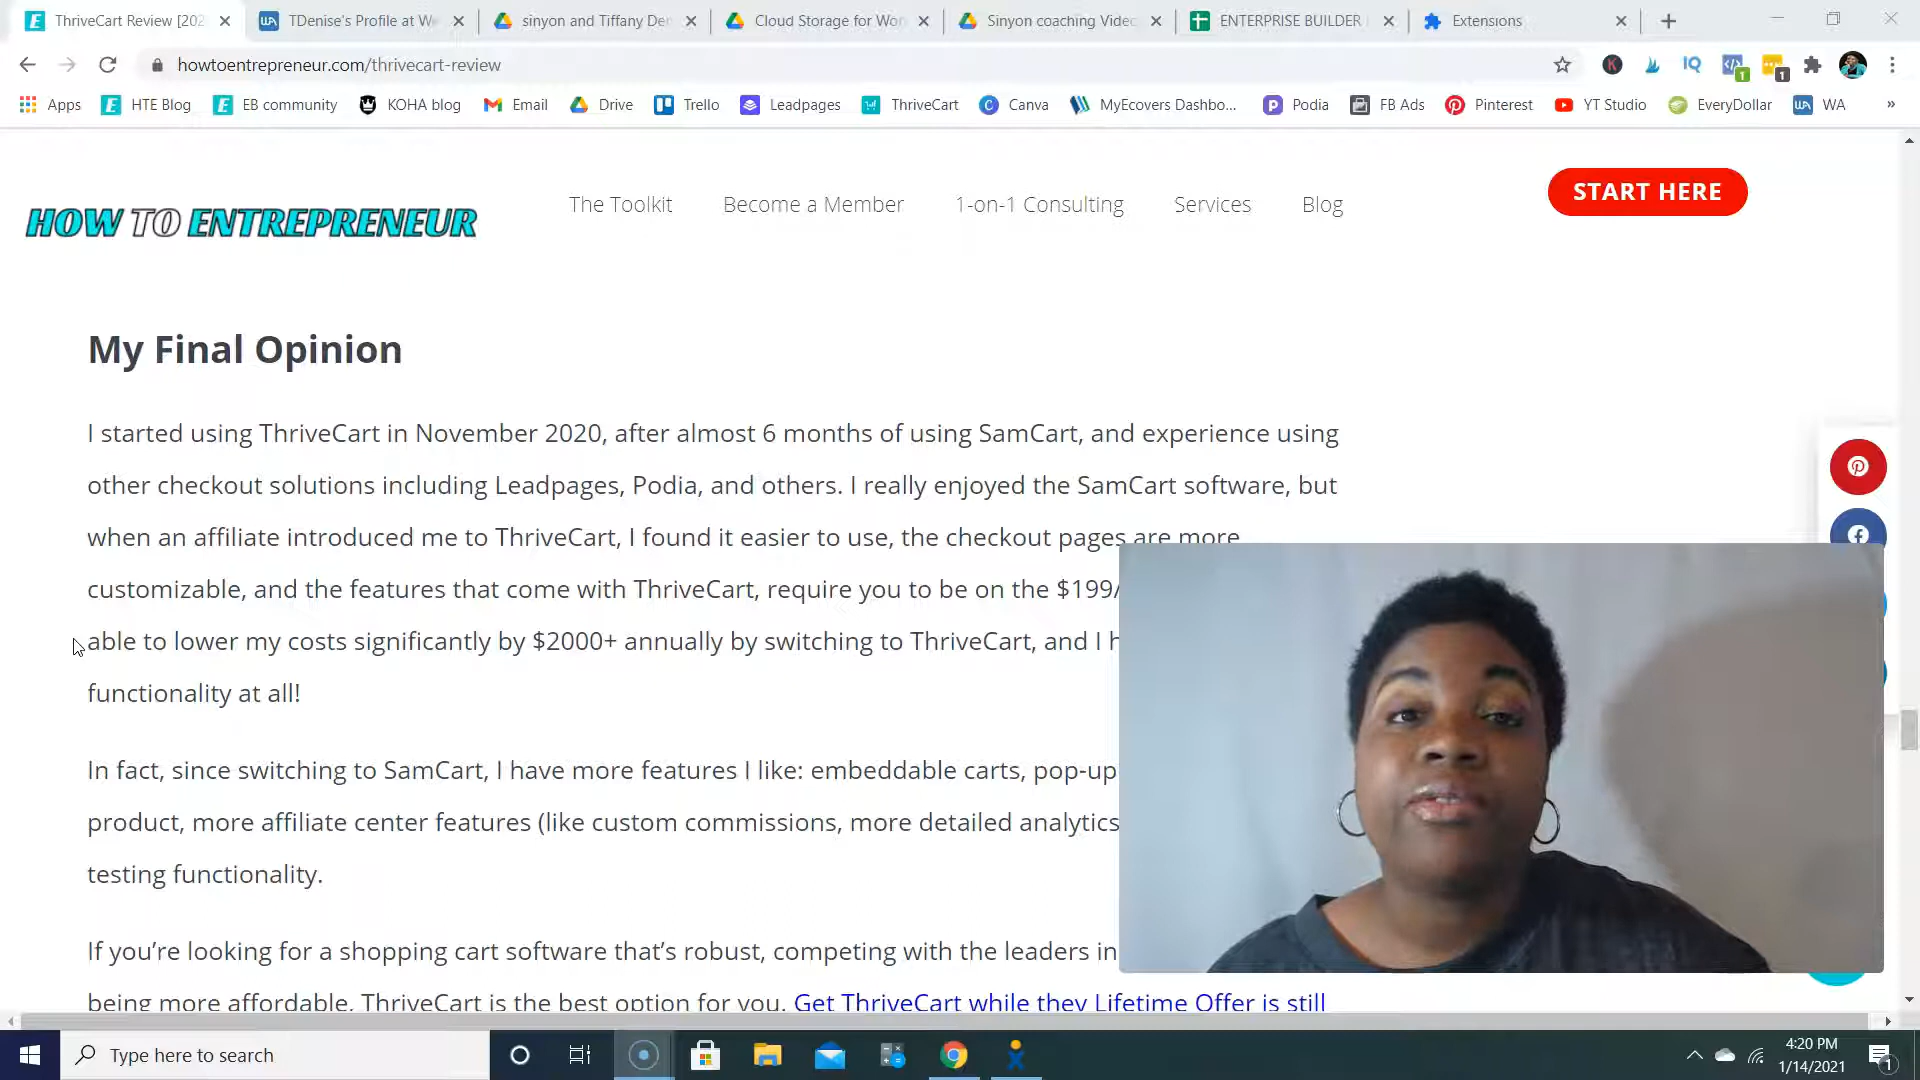 ThriveCart Review [202
TDenise's Profile at We
sinyon and Tiffany Den
Cloud Storage for Wor
Sinyon coaching Video
ENTERPRISE BUILDER
Extensions
howtoentrepreneur.com/thrivecart-review
Apps
HTE Blog
EB community
KOHA blog
Email
Drive
Trello
Leadpages
ThriveCart
Canva
MyEcovers Dashbo...
Podia
FB Ads
Pinterest
YT Studio
EveryDollar
WA
»
HOW TO ENTREPRENEUR
The Toolkit
Become a Member
1-on-1 Consulting
Services
Blog
START HERE
My Final Opinion
I started using ThriveCart in November 2020, after almost 6 months of using SamCart, and experience using
other checkout solutions including Leadpages, Podia, and others. I really enjoyed the SamCart software, but
when an affiliate introduced me to ThriveCart, I found it easier to use, the checkout pages are more
customizable, and the features that come with ThriveCart, require you to be on the $199/
able to lower my costs significantly by $2000+ annually by switching to ThriveCart, and I h
functionality at all!
In fact, since switching to SamCart, I have more features I like: embeddable carts, pop-up
product, more affiliate center features (like custom commissions, more detailed analytics
testing functionality.
If you're looking for a shopping cart software that's robust, competing with the leaders in
being more affordable, ThriveCart is the best option for you. Get ThriveCart while they Lifetime Offer is still
Type here to search
4:20 PM
1/14/2021
1